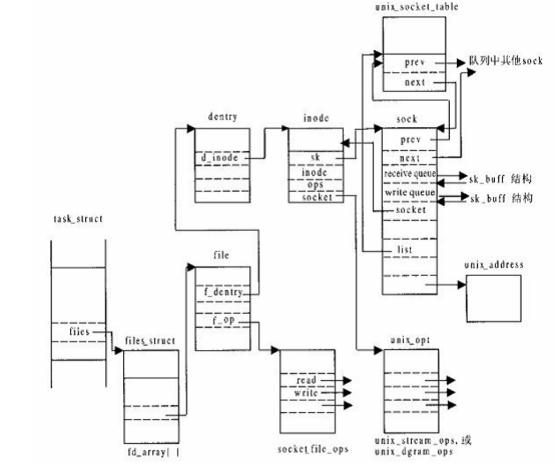 unix_socket_table
prev
队列中其他sock
next
dentry
inode
sock
prev
d_inode
sk
next
inode
receive queue
ops
write queue
sk_buff 结构
socket
socket
sk_buff 结构
task_struct
list
file
unix_address
f_dentry
files
f_op
files_struct
unix_opt
read
write
fd_array[ ]
socket_file_ops
unix_stream_ops, 或
unix_dgram_ops